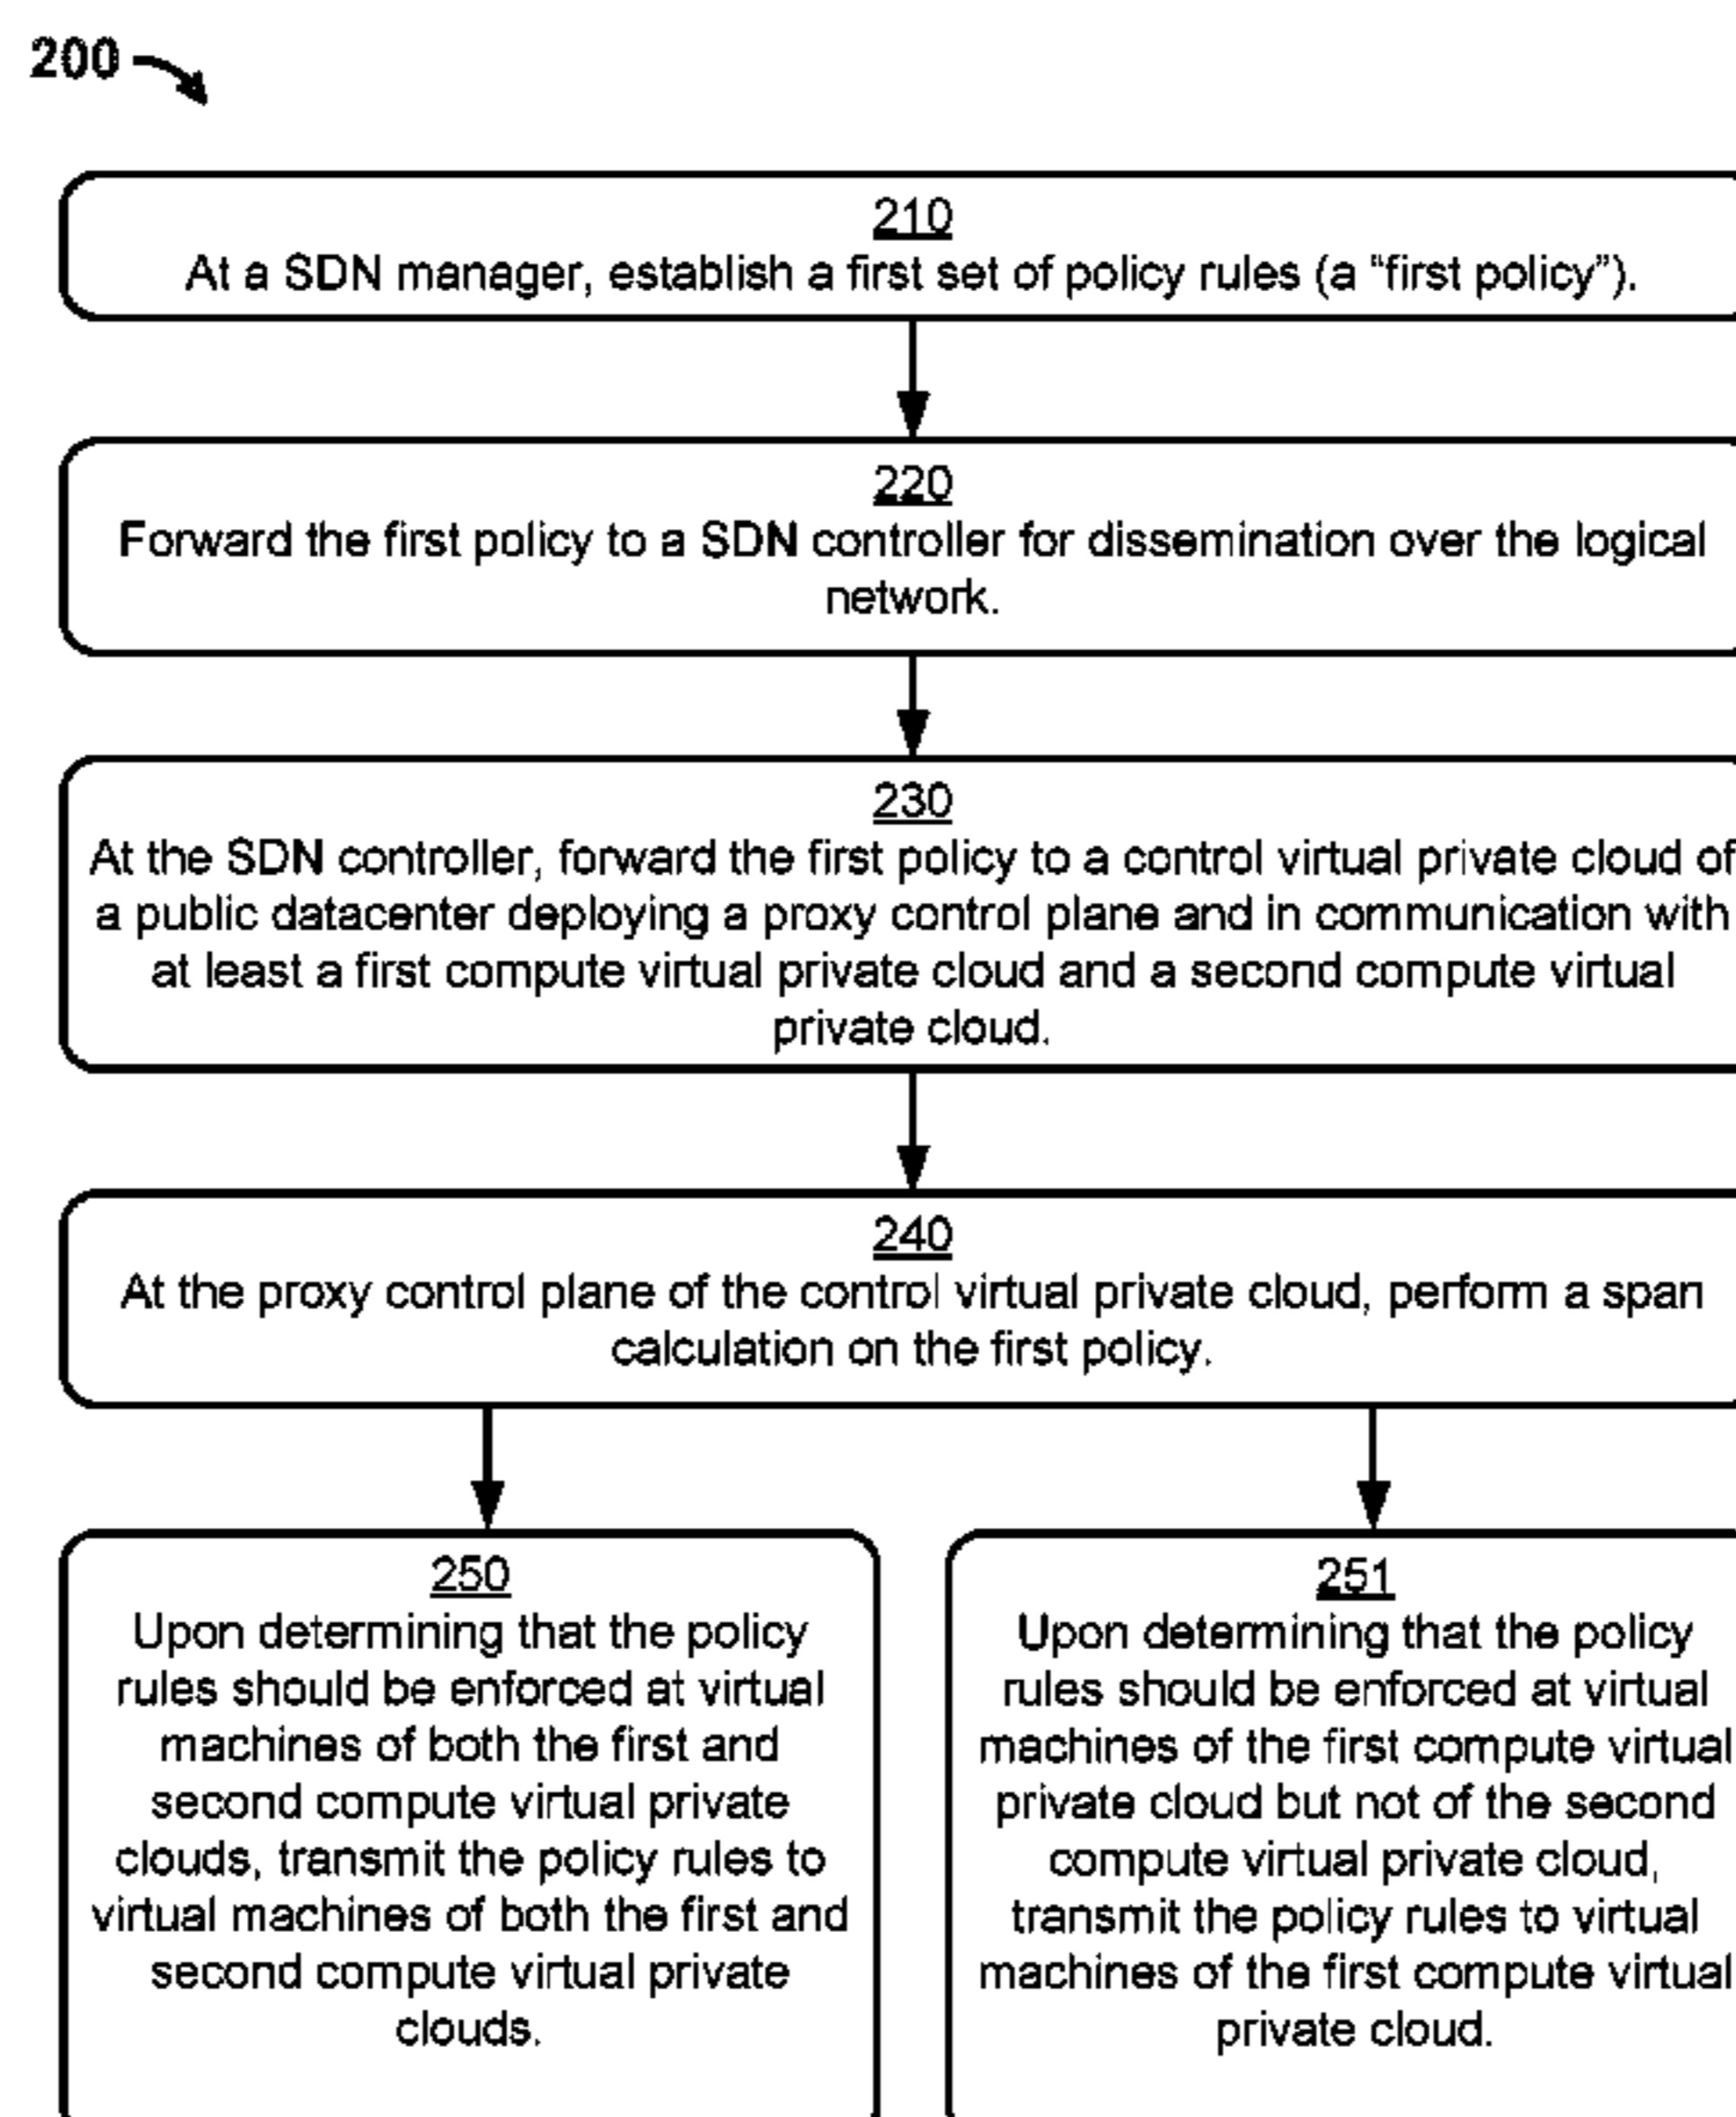 200
210
At a SDN manager, establish a first set of policy rules (a “first policy”).
220
Forward the first policy to a SDN controller for dissemination over the logical
network.
230
At the SDN controller, forward the first policy to a control virtual private cloud of
a public datacenter deploying a proxy control plane and in communication with
at least a first compute virtual private cloud and a second compute virtual
private cloud.
240
At the proxy control plane of the control virtual private cloud, perform a span
calculation on the first policy.
250
Upon determining that the policy
rules should be enforced at virtual
machines of both the first and
second compute virtual private
clouds, transmit the policy rules to
virtual machines of both the first and
second compute virtual private
clouds.
251
Upon determining that the policy
rules should be enforced at virtual
machines of the first compute virtual
private cloud but not of the second
compute virtual private cloud,
transmit the policy rules to virtual
machines of the first compute virtual
private cloud.